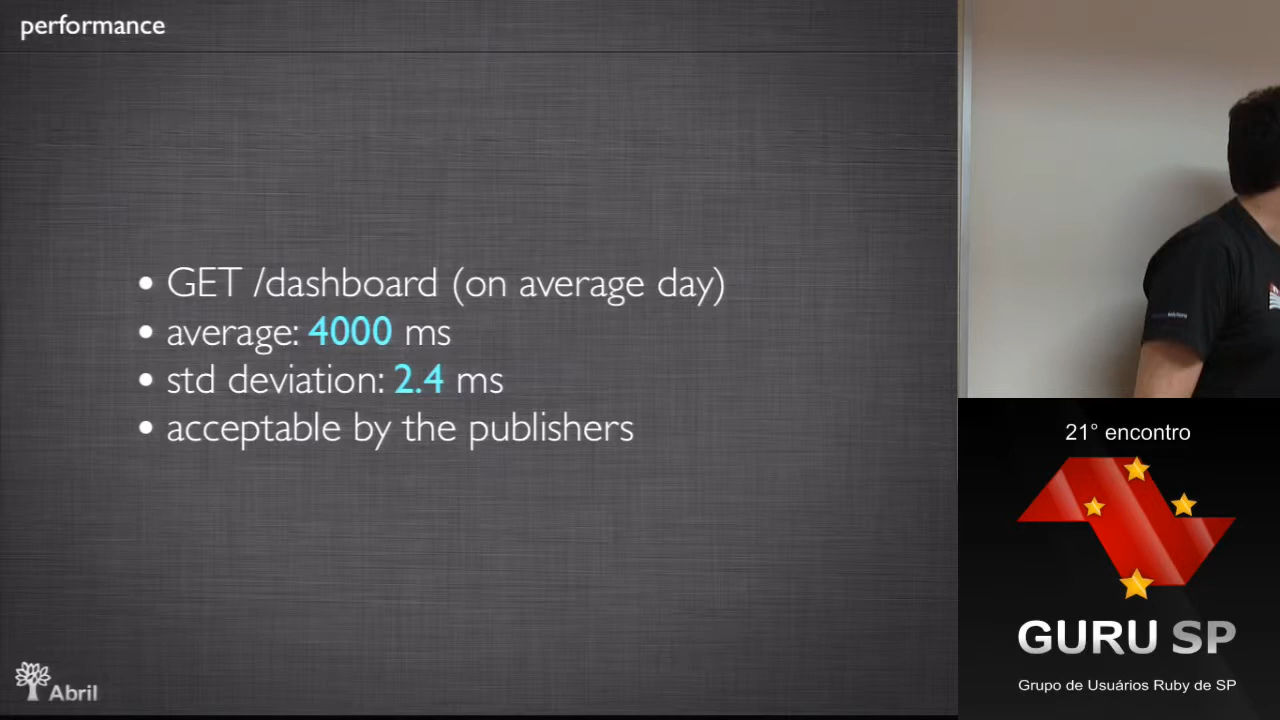 performance
• GET /dashboard (on average day)
• average: 4000 ms
• std deviation: 2.4 ms
• acceptable by the publishers
Abril
21° encontro
GURU SP
Grupo de Usuários Ruby de SP